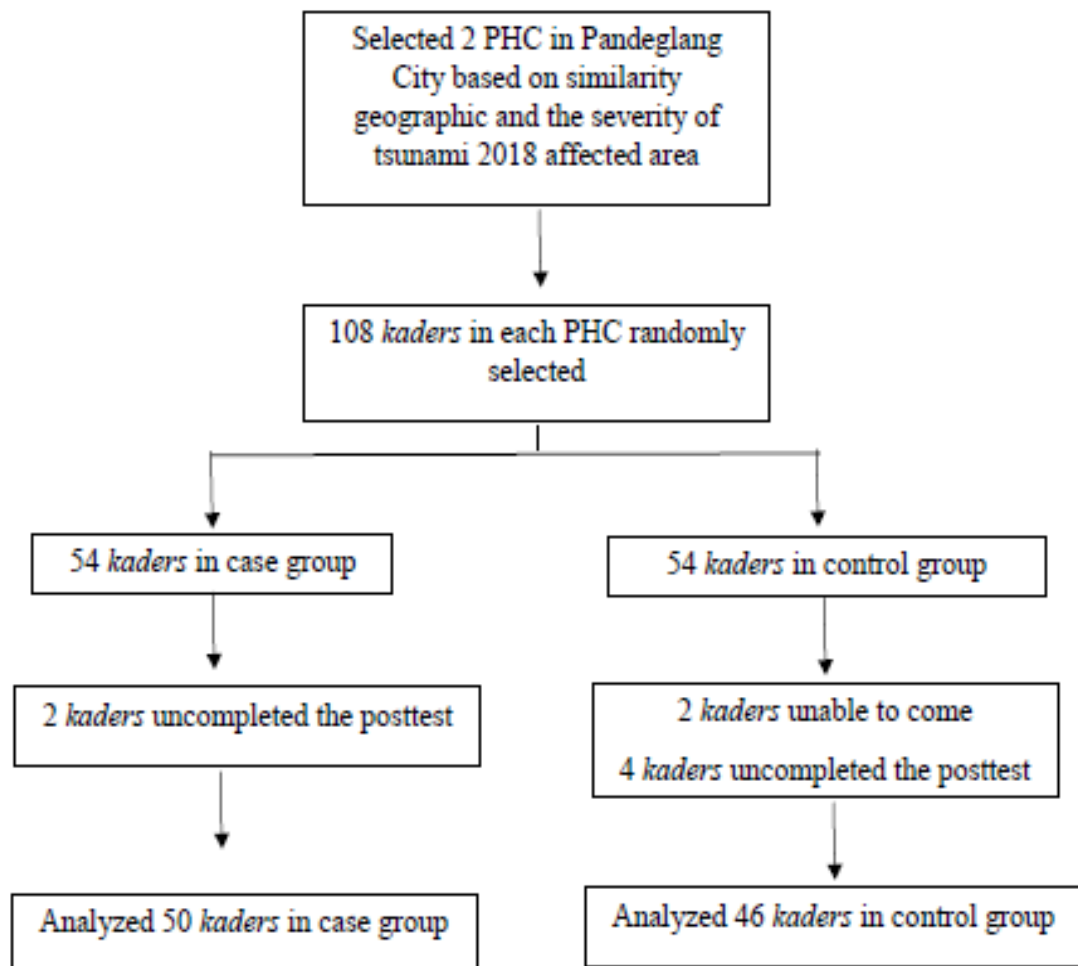 Selected 2 PHC in Pandeglang
City based on similarity
geographic and the severity of
tsunami 2018 affected area
108 kaders in each PHC randomly
selected
54 kaders in case group
54 kaders in control group
2 kaders uncompleted the posttest
2 kaders unable to come
4 kaders uncompleted the posttest
Analyzed 50 kaders in case group
Analyzed 46 kaders in control group